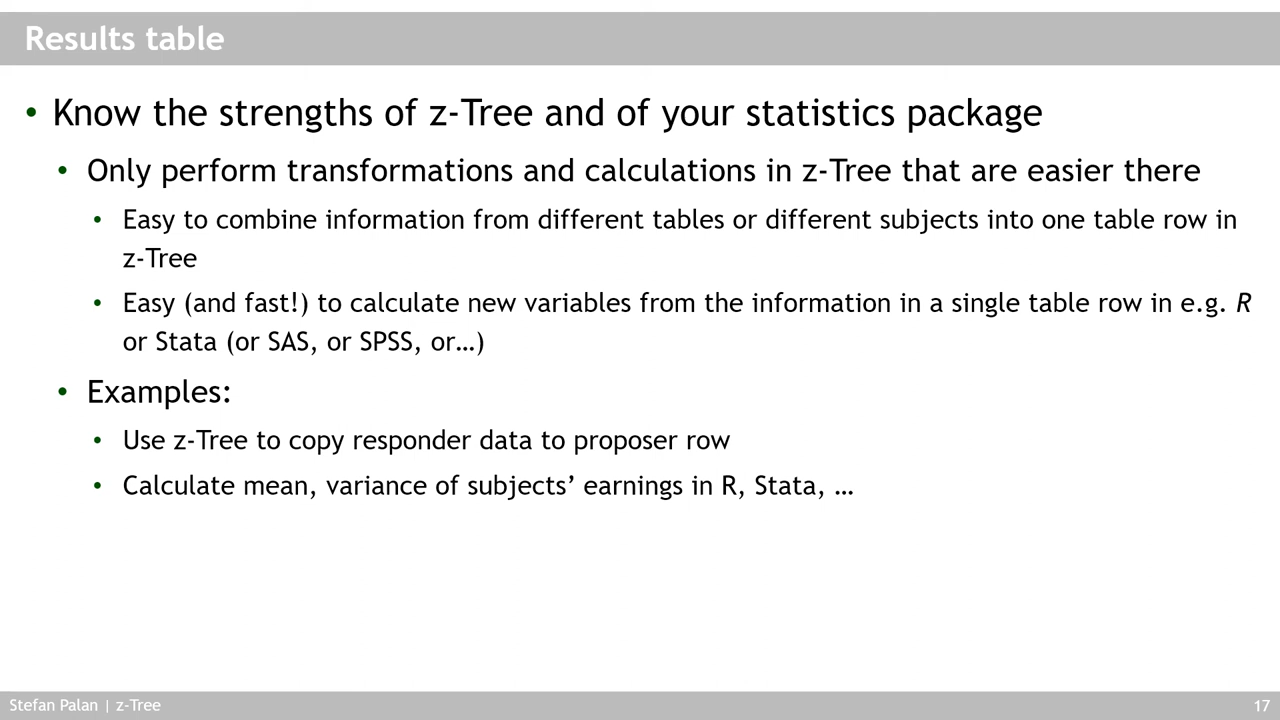 Results table
• Know the strengths of z-Tree and of your statistics package
• Only perform transformations and calculations in z-Tree that are easier there
• Easy to combine information from different tables or different subjects into one table row in
z-Tree
• Easy (and fast!) to calculate new variables from the information in a single table row in e.g. R
or Stata (or SAS, or SPSS, or…)
• Examples:
• Use z-Tree to copy responder data to proposer row
• Calculate mean, variance of subjects’ earnings in R, Stata, …
Stefan Palan | z-Tree
17